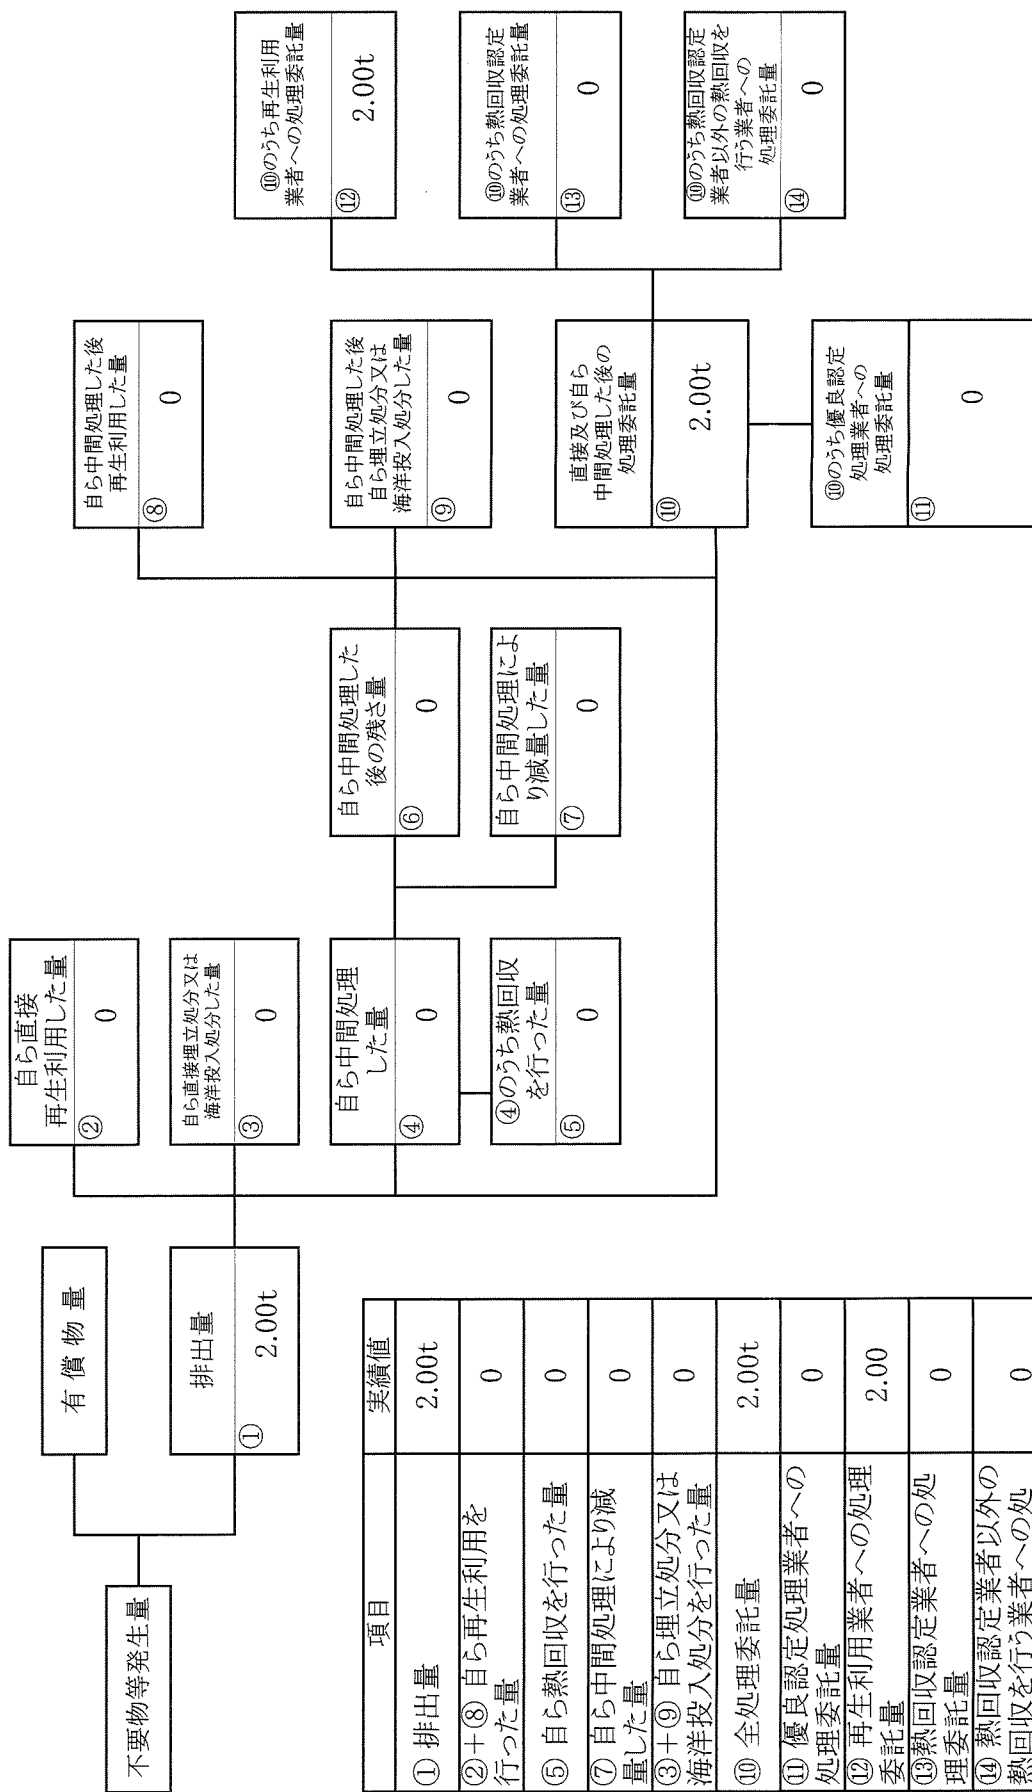 不要物等発生量
有償物量
排出量
①
2.00t
自ら直接
再生利用した量
②
0
自ら直接埋立処分又は
海洋投入処分した量
③
0
自ら中間処理
した量
④
0
④のうち熱回収
を行った量
⑤
0
自ら中間処理した
後の残さ量
⑥
0
自ら中間処理によ
り減量した量
⑦
0
自ら中間処理した後
再生利用した量
⑧
0
自ら中間処理した後
自ら埋立処分又は
海洋投入処分した量
⑨
0
直接及び自ら
中間処理した後の
処理委託量
⑩
2.00t
⑩のうち優良認定
処理業者への
処理委託量
⑪
0
⑩のうち再生利用
業者への処理委託量
⑫
2.00t
⑩のうち熱回収認定
業者への処理委託量
⑬
0
⑩のうち熱回収認定
業者以外の熱回収を
行う業者への
処理委託量
⑭
0
項目 実績値
① 排出量 2.00t
②+⑧ 自ら再生利用を
行った量 0
⑤ 自ら熱回収を行った量 0
⑦ 自ら中間処理により減
量した量 0
③+⑨ 自ら埋立処分又は
海洋投入処分を行った量 0
⑩ 全処理委託量 2.00t
⑪ 優良認定処理業者への
処理委託量 0
⑫ 再生利用業者への処理
委託量 2.00
⑬熱回収認定業者への処
理委託量 0
⑭ 熱回収認定業者以外の
熱回収を行う業者への処 0